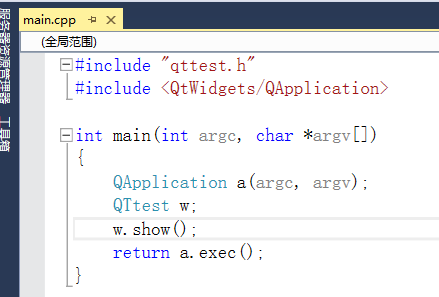 main.cpp
(全局范围)
#include "qttest.h"
#include <QtWidgets/QApplication>
int main(int argc, char *argv[])
{
QApplication a(argc, argv);
QTtest w;
w.show();
return a.exec();
}
服务器资源管理器
工具箱